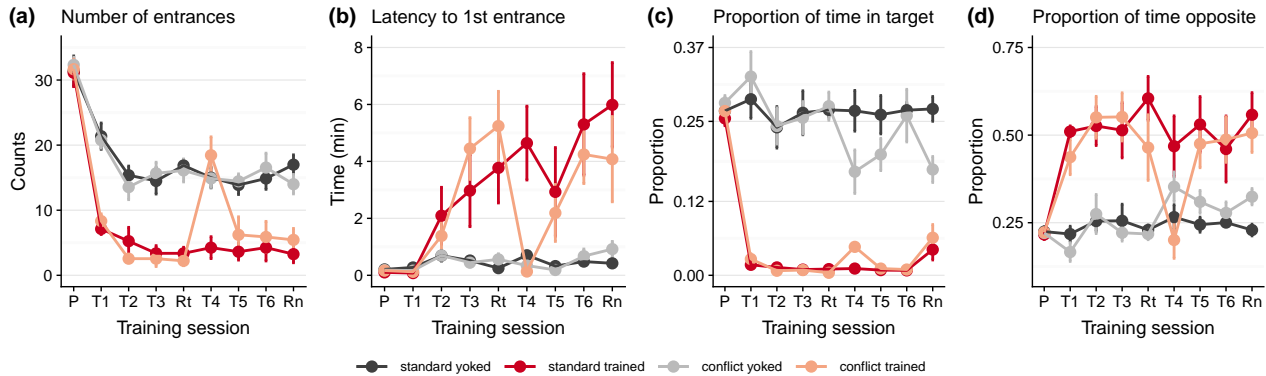 (a) Number of entrances
Counts
30
20
10
0
P T1 T2 T3 Rt T4 T5 T6 Rn
Training session
(b) Latency to 1st entrance
Time (min)
8
6
4
2
0
P T1 T2 T3 Rt T4 T5 T6 Rn
Training session
(c) Proportion of time in target
Proportion
0.37
0.25
0.12
0.00
P T1 T2 T3 Rt T4 T5 T6 Rn
Training session
(d) Proportion of time opposite
Proportion
0.75
0.50
0.25
P T1 T2 T3 Rt T4 T5 T6 Rn
Training session
standard yoked standard trained conflict yoked conflict trained